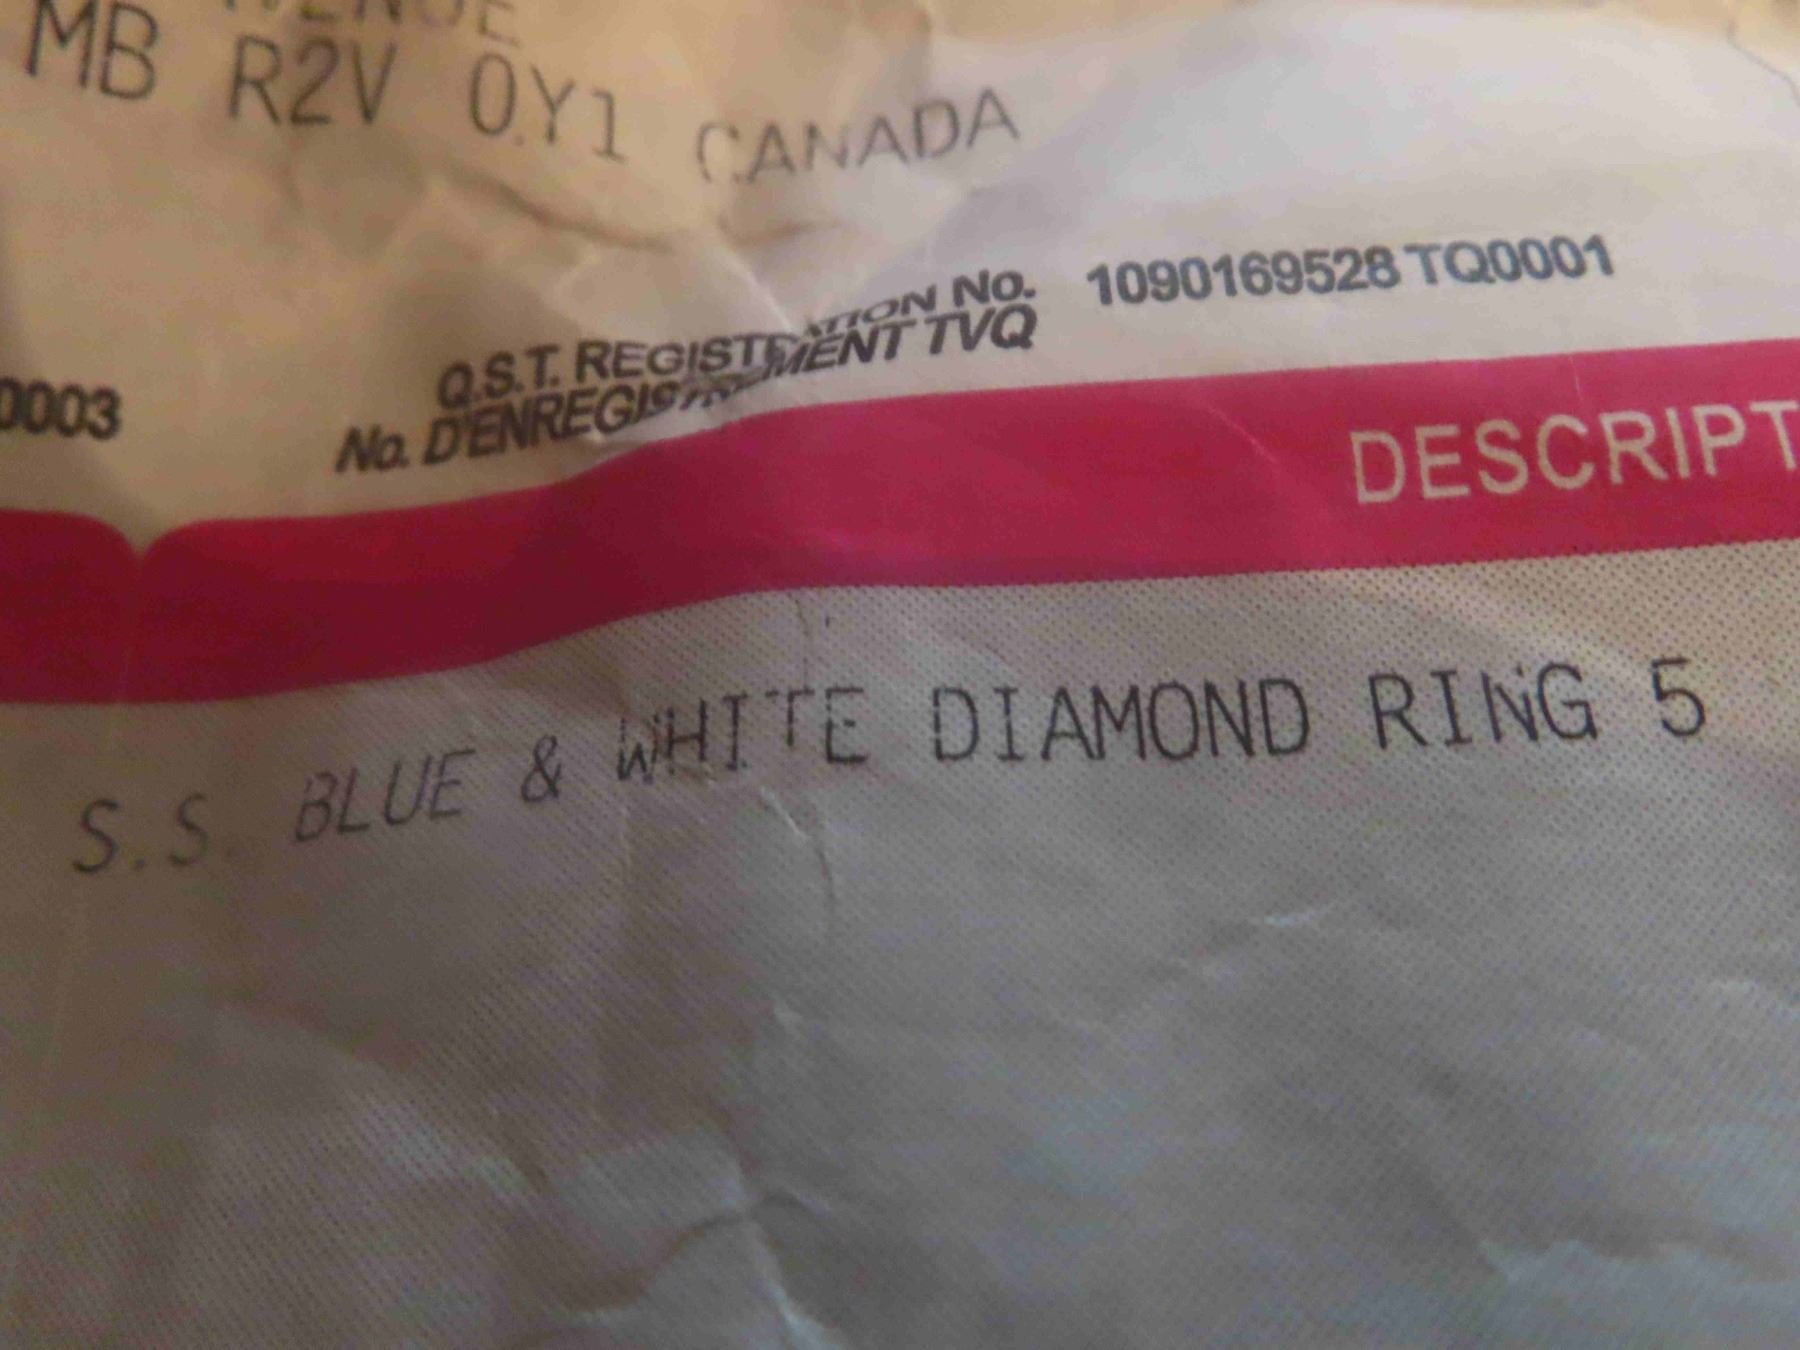 MB R2V 0Y1 CANADA
Q.S.T. REGISTRATION No. 1090169528 TQ0001
No. D'ENREGISTREMENT TVQ
0003
DESCRIPT
S.S. BLUE & WHITE DIAMOND RING 5